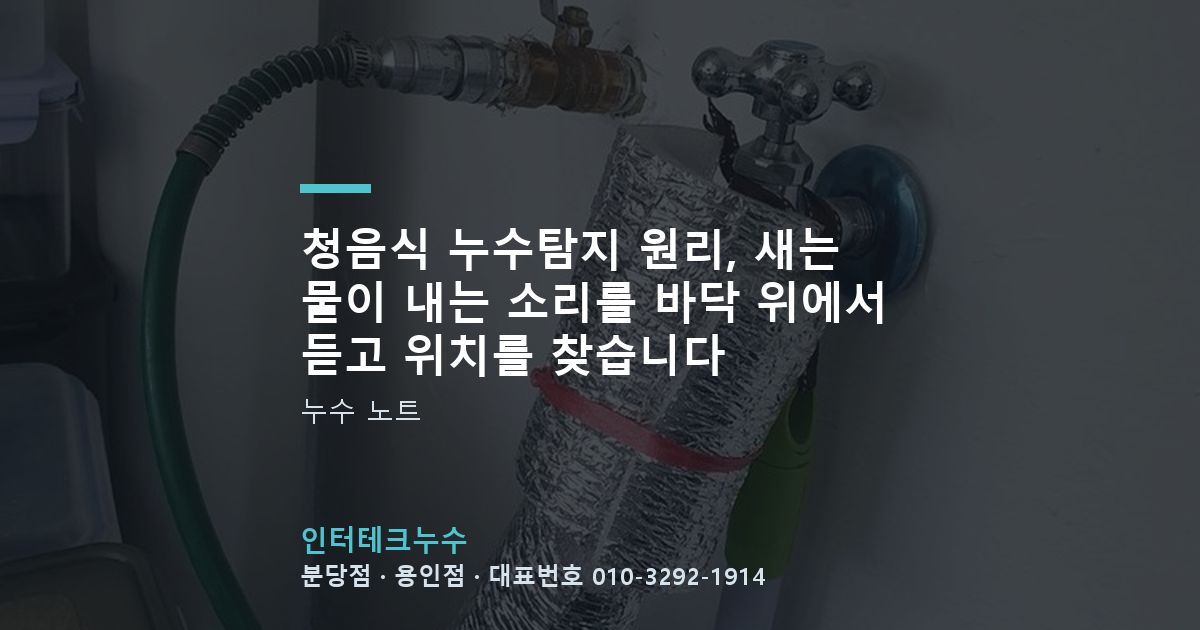 청음식 누수탐지 원리, 새는
물이 내는 소리를 바닥 위에서
듣고 위치를 찾습니다
누수 노트
인터테크누수
분당점 · 용인점 · 대표번호 010-3292-1914